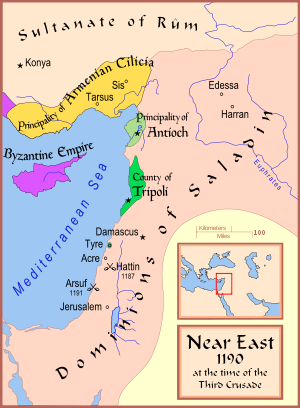 Sultanate of Rûm
Konya
Principality of Armenian Cilicia
Sis
Tarsus
Edessa
Harran
Principality of
Antioch
Byzantine Empire
Euphrates
County of
Tripoli
Mediterranean Sea
Dominions of Saladin
Damascus
Tyre
Acre
Hattin
1187
Arsuf
1191
Jerusalem
Kilometers
Miles
100
Near East
1190
at the time of the
Third Crusade